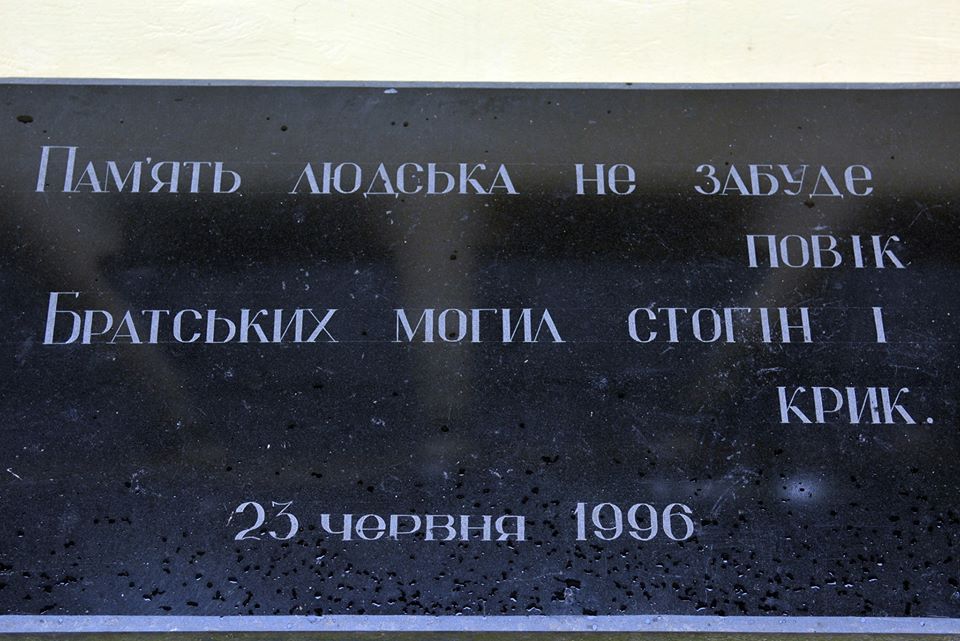 Пам'ять людська не забуде
повік
Братських могил стогін і
крик.
23 червня 1996